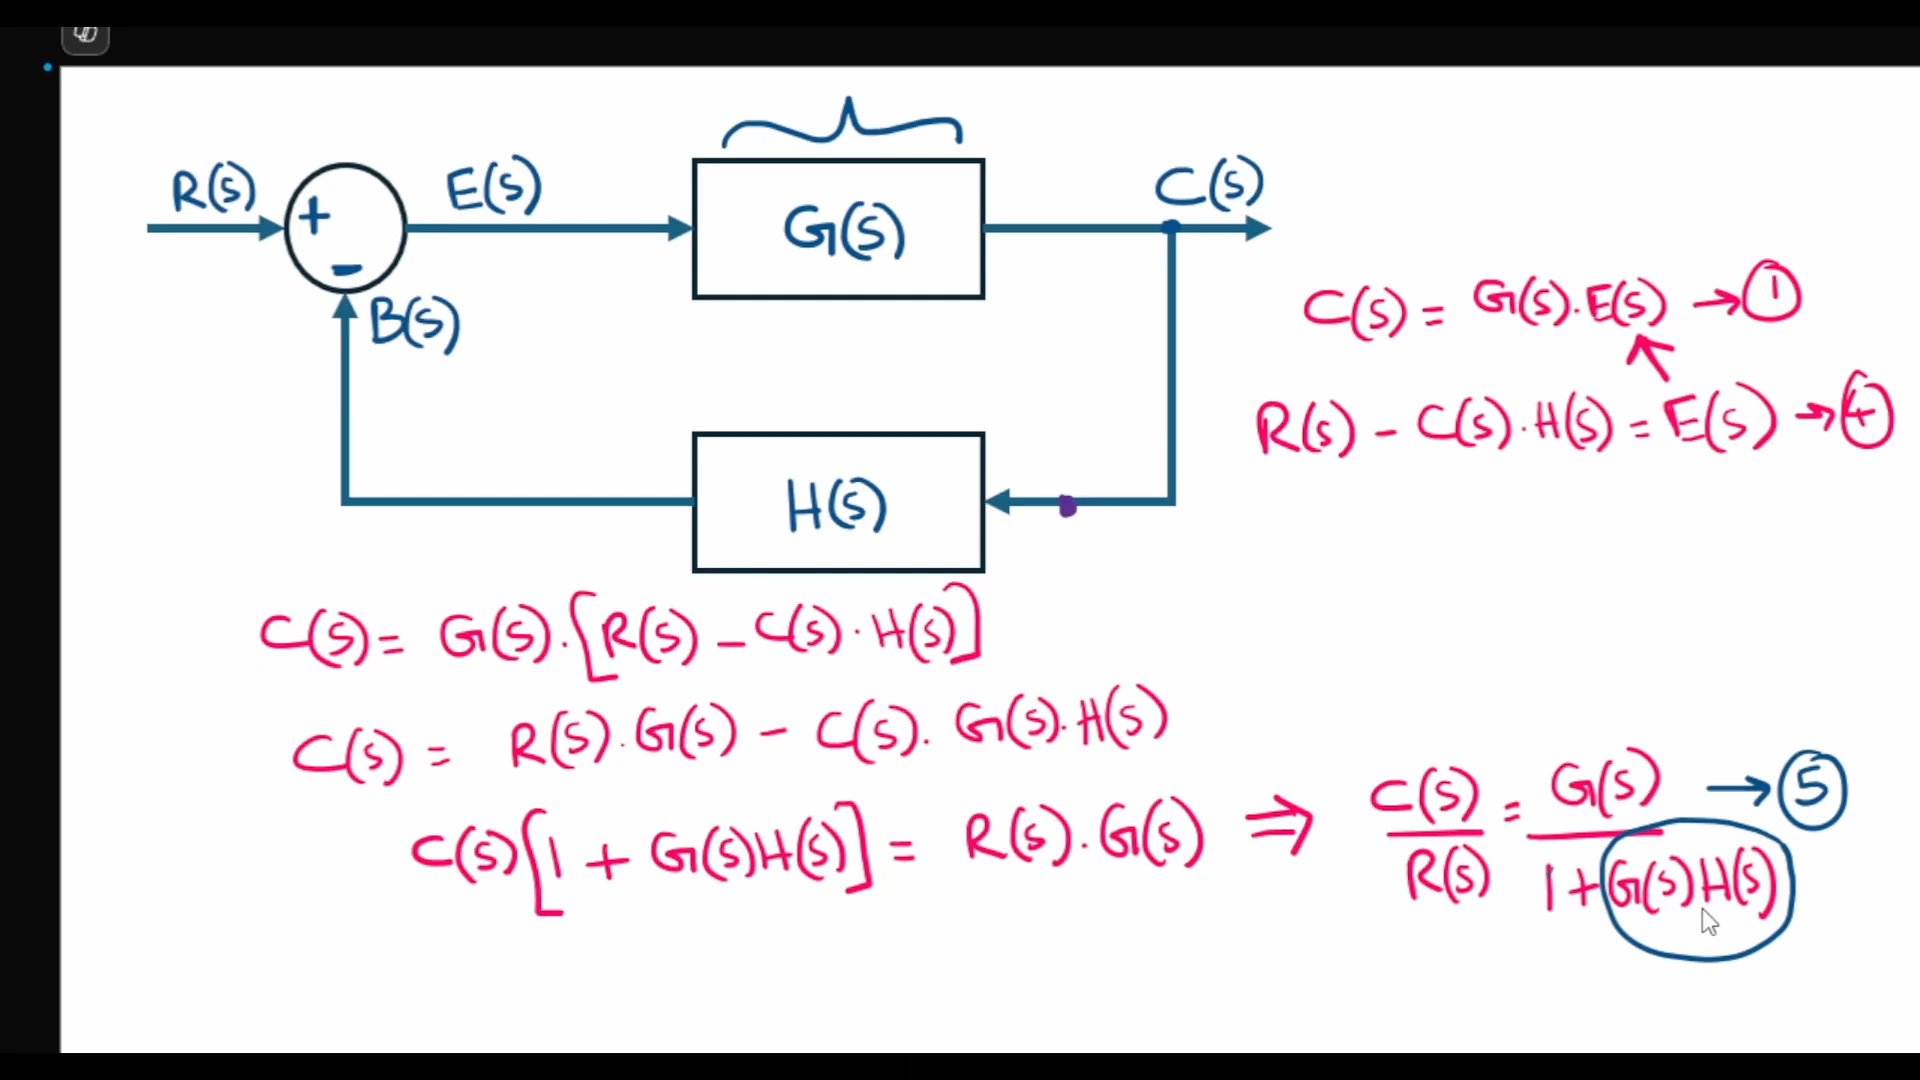 R(s)
+
-
E(s)
G(s)
C(s)
B(s)
H(s)
C(s) = G(s).E(s) → ①
R(s) - C(s).H(s) = E(s) → ④
C(s) = G(s).[R(s) - C(s).H(s)]
C(s) = R(s).G(s) - C(s).G(s).H(s)
C(s)[1 + G(s)H(s)] = R(s).G(s) ⇒ C(s)/R(s) = G(s)/1+G(s)H(s) → ⑤